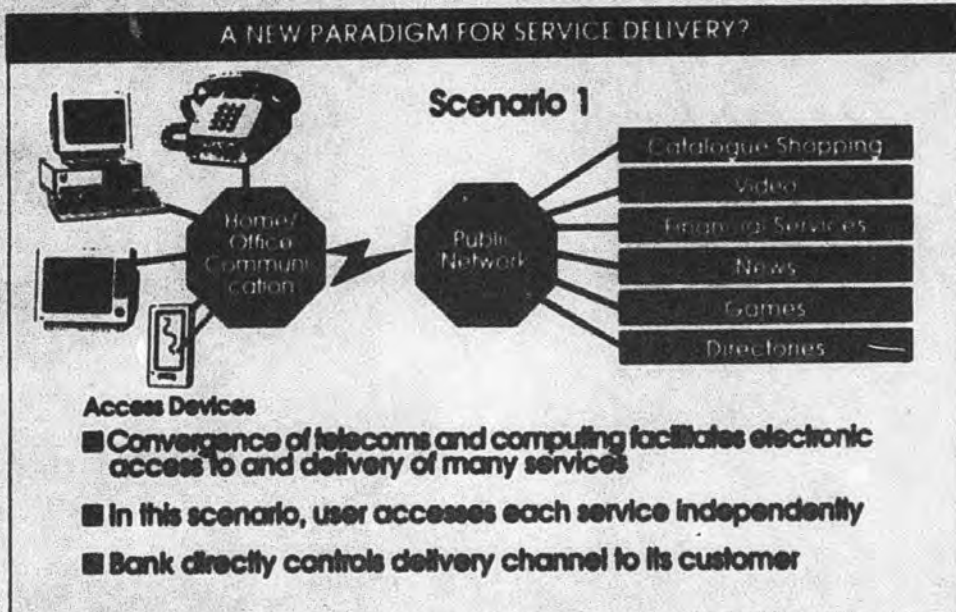 A NEW PARADIGM FOR SERVICE DELIVERY?
Scenario 1
Home/
Office
Communi
cation
Public
Network
Catalogue Shopping
Video
Financial Services
News
Games
Directories
Access Devices
■ Convergence of telecoms and computing facilitates electronic
access to and delivery of many services
■ In this scenario, user accesses each service independently
■ Bank directly controls delivery channel to its customer